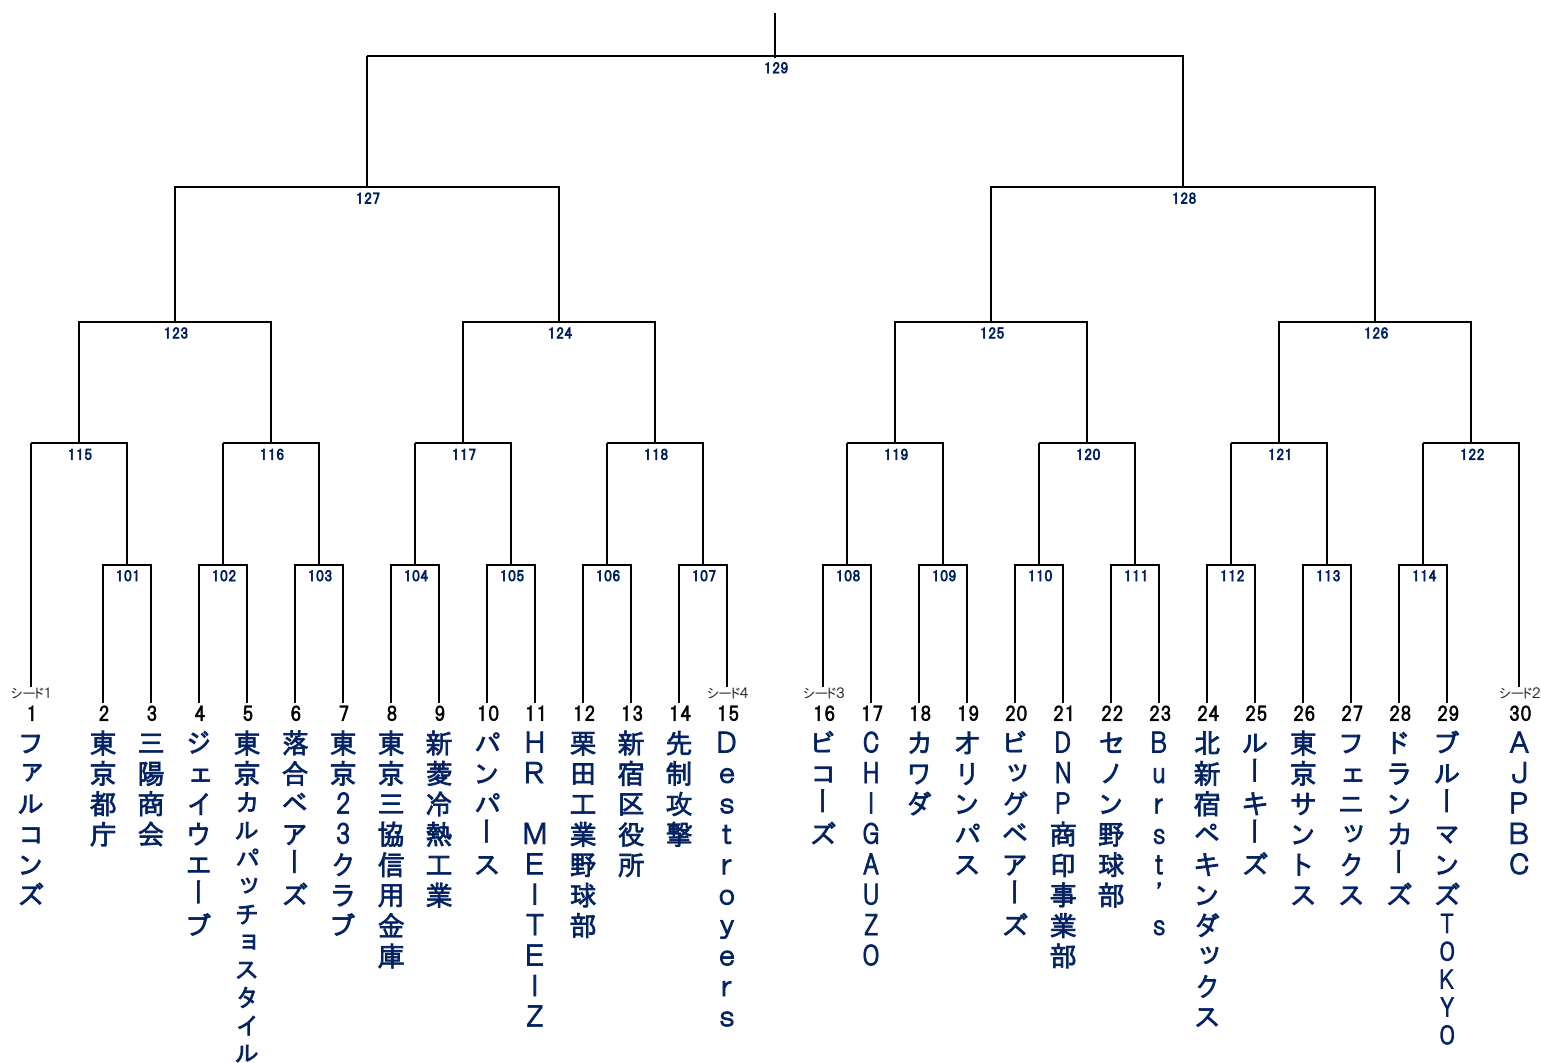 129
127
128
123
124
125
126
115
116
117
118
119
120
121
122
101
102
103
104
105
106
107
108
109
110
111
112
113
114
シード1
シード4
シード3
シード2
1
2
3
4
5
6
7
8
9
10
11
12
13
14
15
16
17
18
19
20
21
22
23
24
25
26
27
28
29
30
ファルコンズ
東京都庁
三陽商会
ジェイウエーブ
東京カルパッチョスタイル
落合ベアーズ
東京23クラブ
東京三協信用金庫
新菱冷熱工業
パンパース
HR MEITEIZ
栗田工業野球部
新宿区役所
先制攻撃
Destroyers
ビコーズ
CHIGAUZO
カワダ
オリンパス
ビッグベアーズ
DNP商印事業部
セノン野球部
Burst's
北新宿ペキンダックス
ルーキーズ
東京サントス
フェニックス
ドランカーズ
ブルーマンズTOKYO
AJPBC